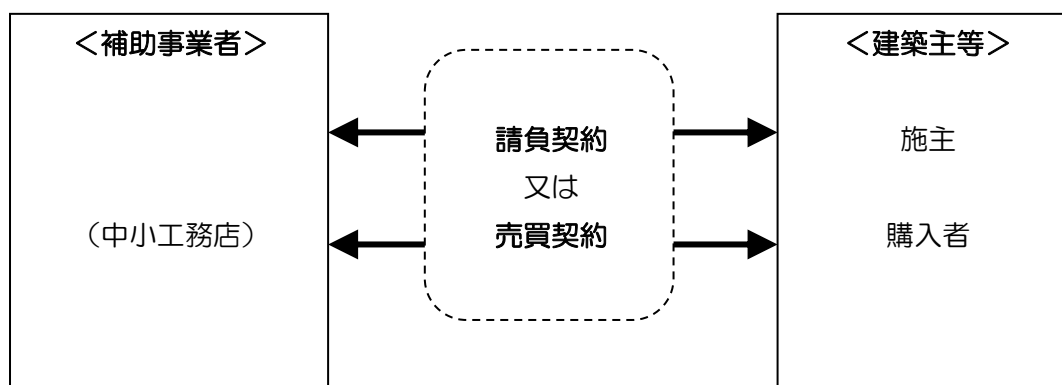 ＜補助事業者＞
（中小工務店）
請負契約
又は
売買契約
＜建築主等＞
施主
購入者